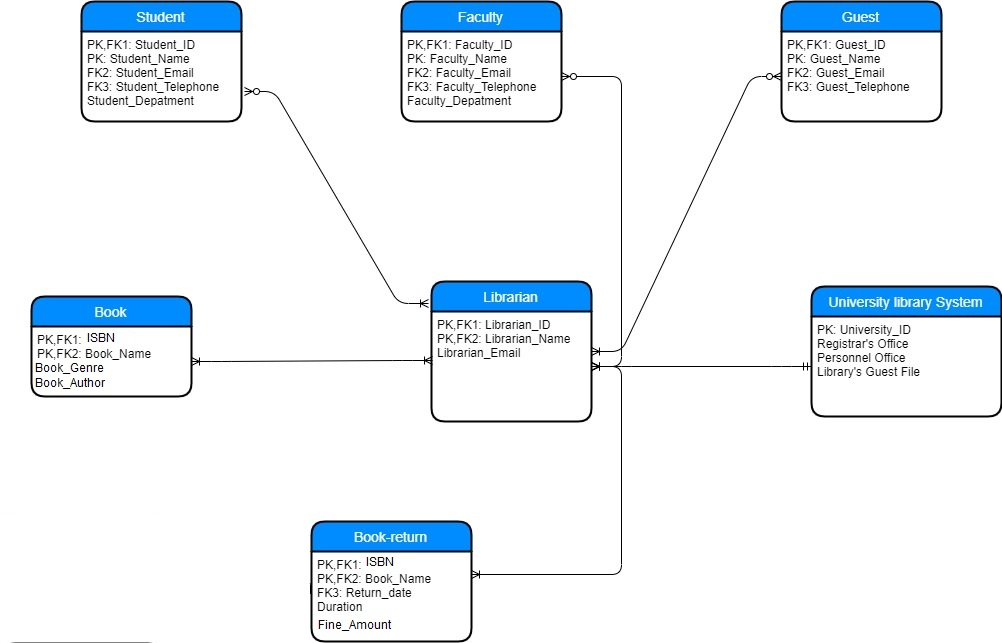 Student
PK,FK1: Student_ID
PK: Student_Name
FK2: Student_Email
FK3: Student_Telephone
Student_Depatment
Faculty
PK,FK1: Faculty_ID
PK: Faculty_Name
FK2: Faculty_Email
FK3: Faculty_Telephone
Faculty_Depatment
Guest
PK,FK1: Guest_ID
PK: Guest_Name
FK2: Guest_Email
FK3: Guest_Telephone
Book
PK,FK1: ISBN
PK,FK2: Book_Name
Book_Genre
Book_Author
Librarian
PK,FK1: Librarian_ID
PK,FK2: Librarian_Name
Librarian_Email
University library System
PK: University_ID
Registrar's Office
Personnel Office
Library's Guest File
Book-return
PK,FK1: ISBN
PK,FK2: Book_Name
FK3: Return_date
Duration
Fine_Amount